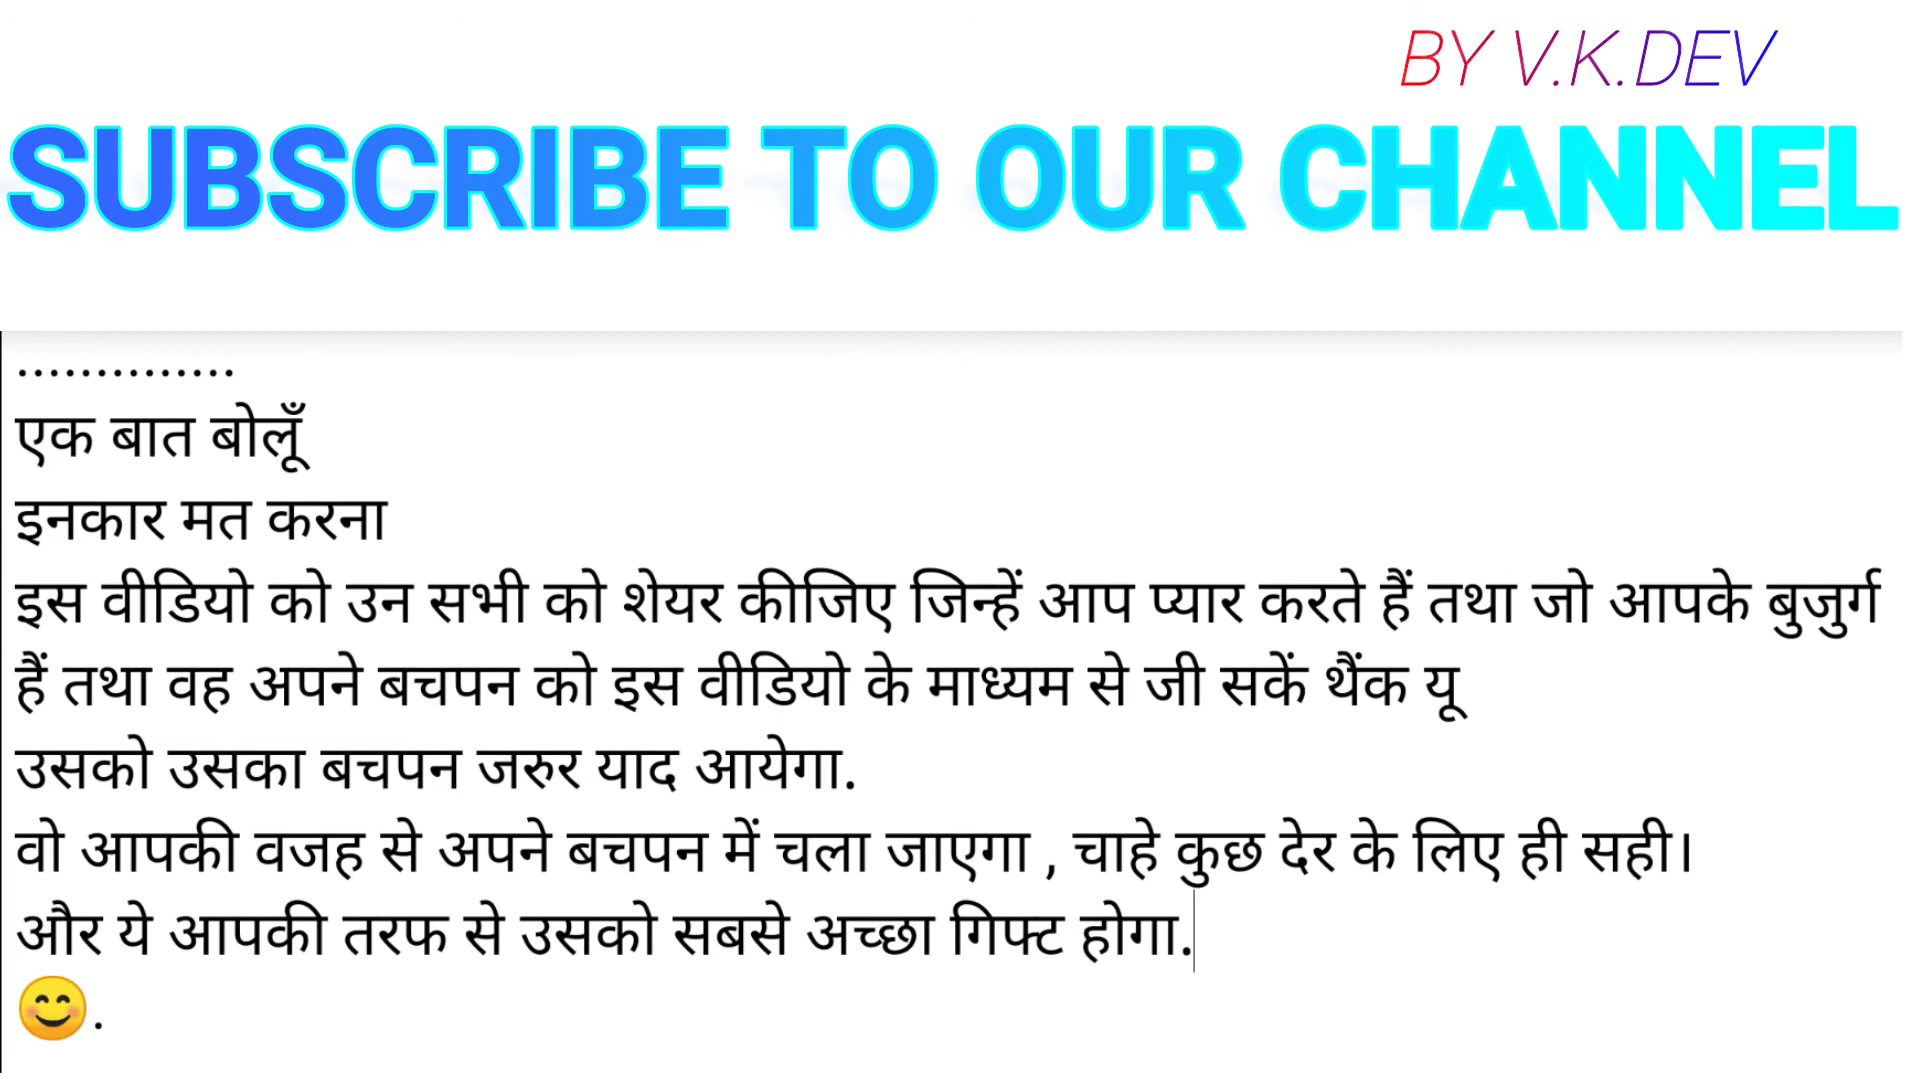 BY V.K.DEV
SUBSCRIBE TO OUR CHANNEL
..............
एक बात बोलूँ
इनकार मत करना
इस वीडियो को उन सभी को शेयर कीजिए जिन्हें आप प्यार करते हैं तथा जो आपके बुजुर्ग
हैं तथा वह अपने बचपन को इस वीडियो के माध्यम से जी सकें थैंक यू
उसको उसका बचपन जरुर याद आयेगा.
वो आपकी वजह से अपने बचपन में चला जाएगा , चाहे कुछ देर के लिए ही सही।
और ये आपकी तरफ से उसको सबसे अच्छा गिफ्ट होगा.
😊.